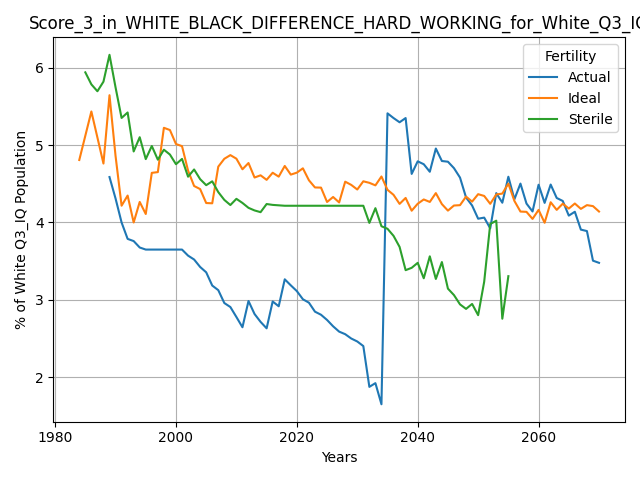 Score_3_in_WHITE_BLACK_DIFFERENCE_HARD_WORKING_for_White_Q3_IQ
Fertility
Actual
Ideal
Sterile
% of White Q3_IQ Population
6
5
4
3
2
1980
2000
2020
2040
2060
Years